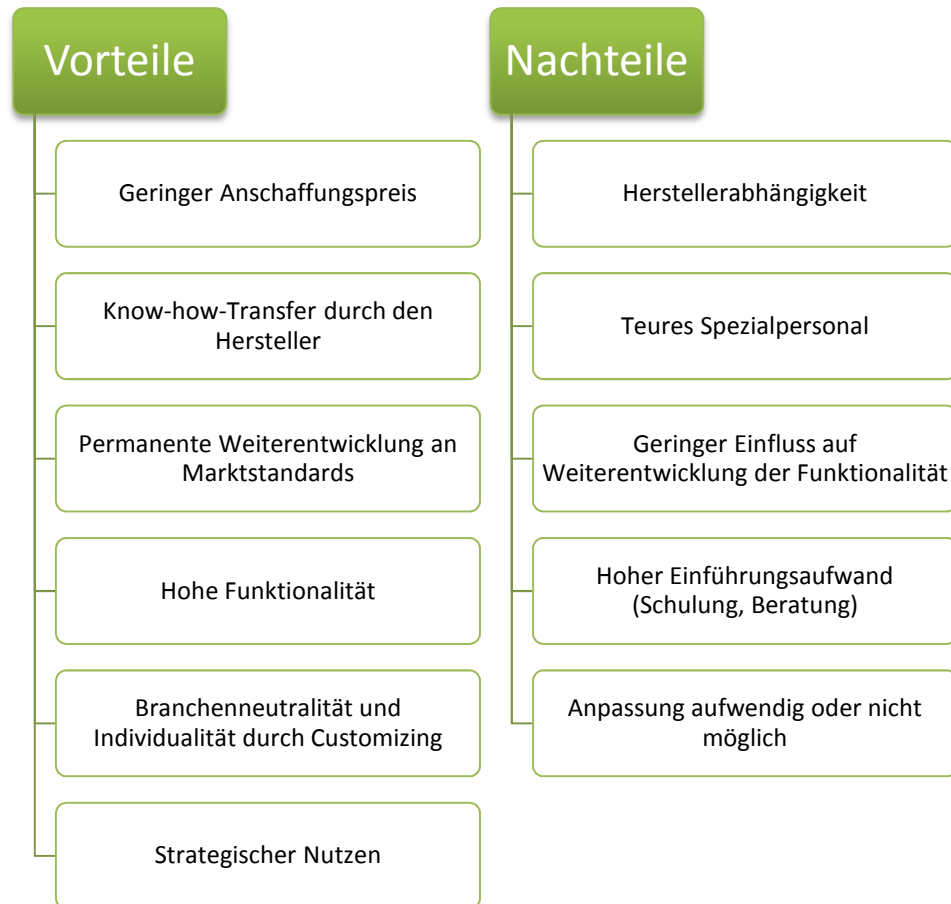 Vorteile
Geringer Anschaffungspreis
Know-how-Transfer durch den
Hersteller
Permanente Weiterentwicklung an
Marktstandards
Hohe Funktionalität
Branchenneutralität und
Individualität durch Customizing
Strategischer Nutzen
Nachteile
Herstellerabhängigkeit
Teures Spezialpersonal
Geringer Einfluss auf
Weiterentwicklung der Funktionalität
Hoher Einführungsaufwand
(Schulung, Beratung)
Anpassung aufwendig oder nicht
möglich